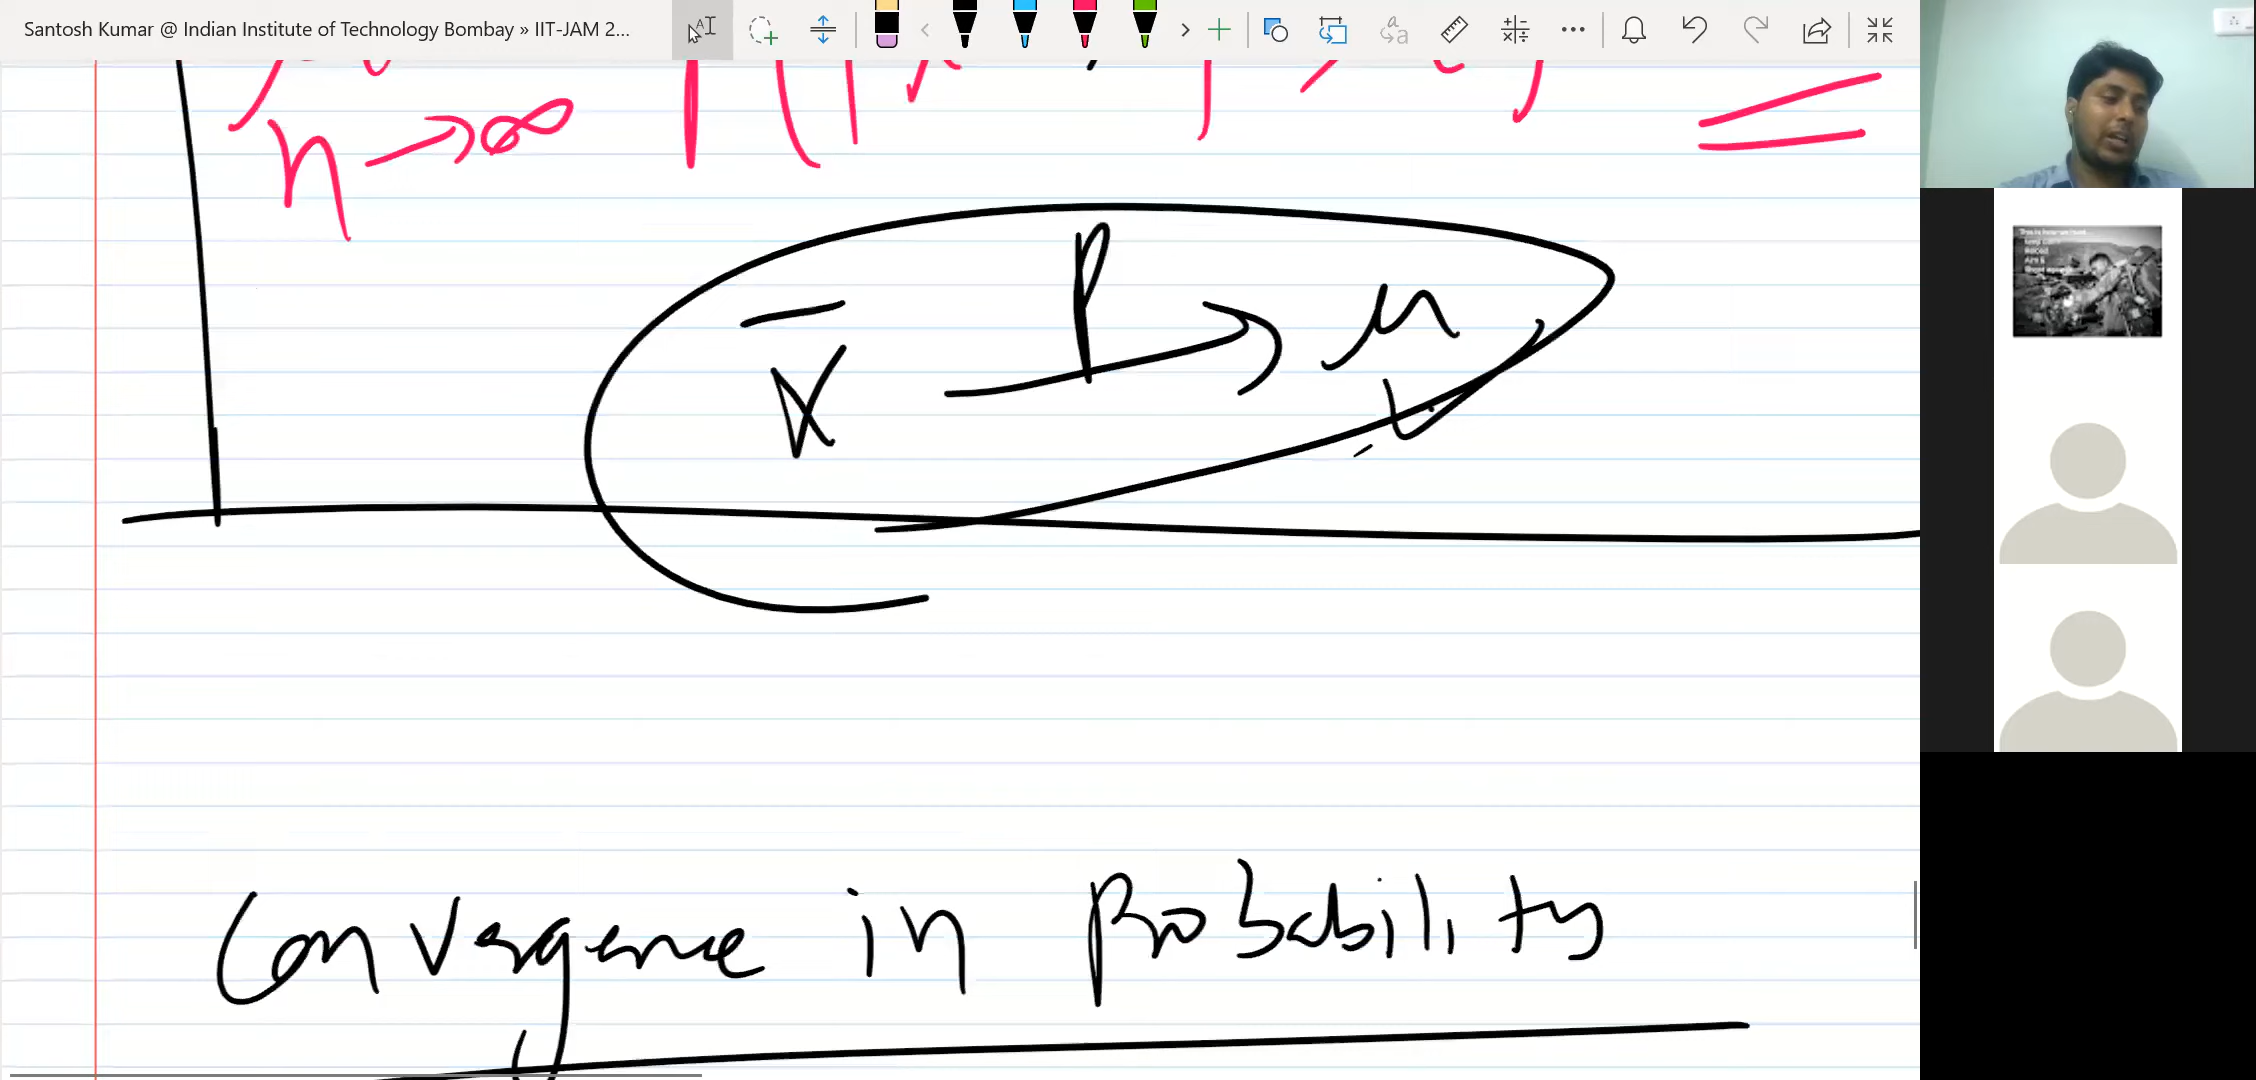 Santosh Kumar @ Indian Institute of Technology Bombay » IIT-JAM 2...
n → ∞
X̄ P→ μ
Convergence in Probability